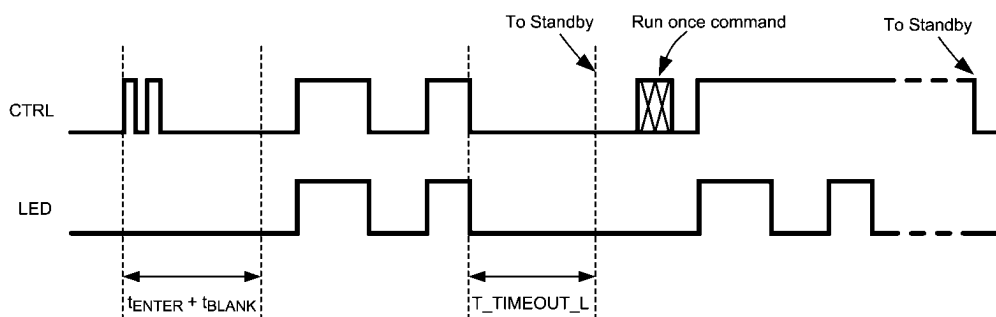 To Standby
Run once command
To Standby
CTRL
LED
tENTER + tBLANK
T_TIMEOUT_L